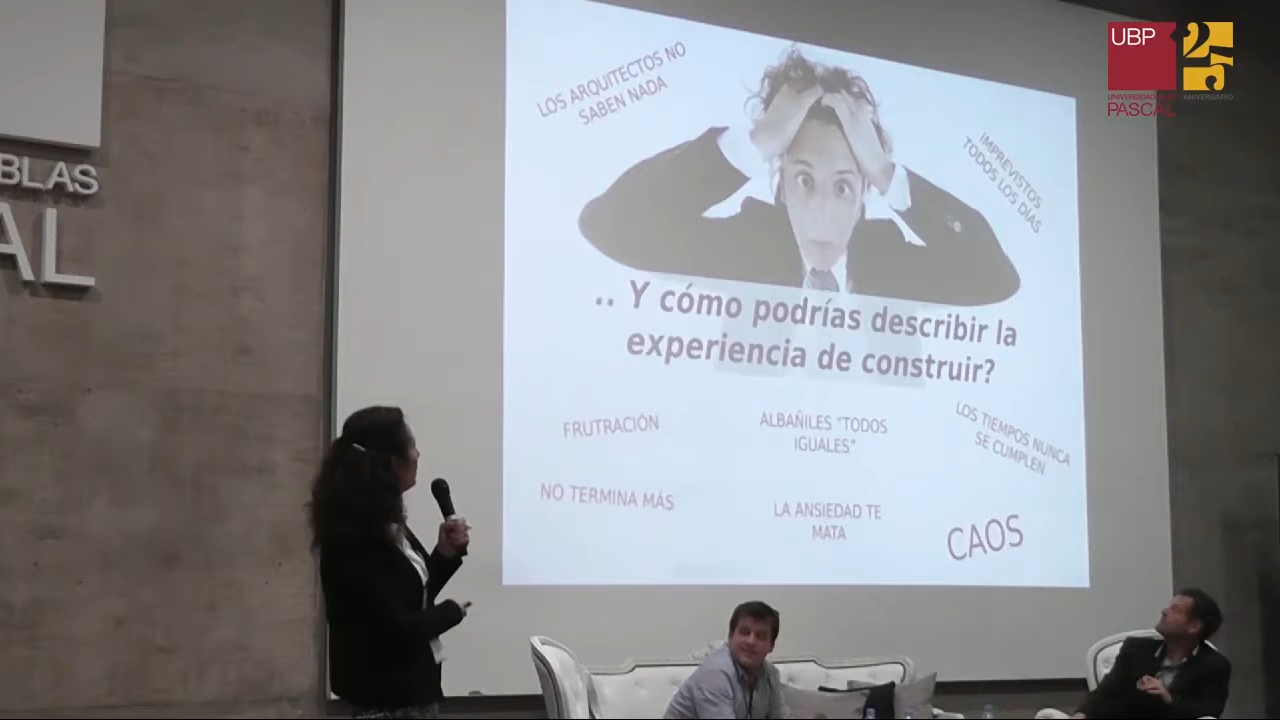 UBP
25
UNIVERSIDAD
PASCAL
ANIVERSARIO
BLAS
AL
LOS ARQUITECTOS NO
SABEN NADA
IMPREVISTOS
TODOS LOS DÍAS
.. Y cómo podrías describir la
experiencia de construir?
FRUTRACIÓN
ALBAÑILES "TODOS
IGUALES"
LOS TIEMPOS NUNCA
SE CUMPLEN
NO TERMINA MÁS
LA ANSIEDAD TE
MATA
CAOS